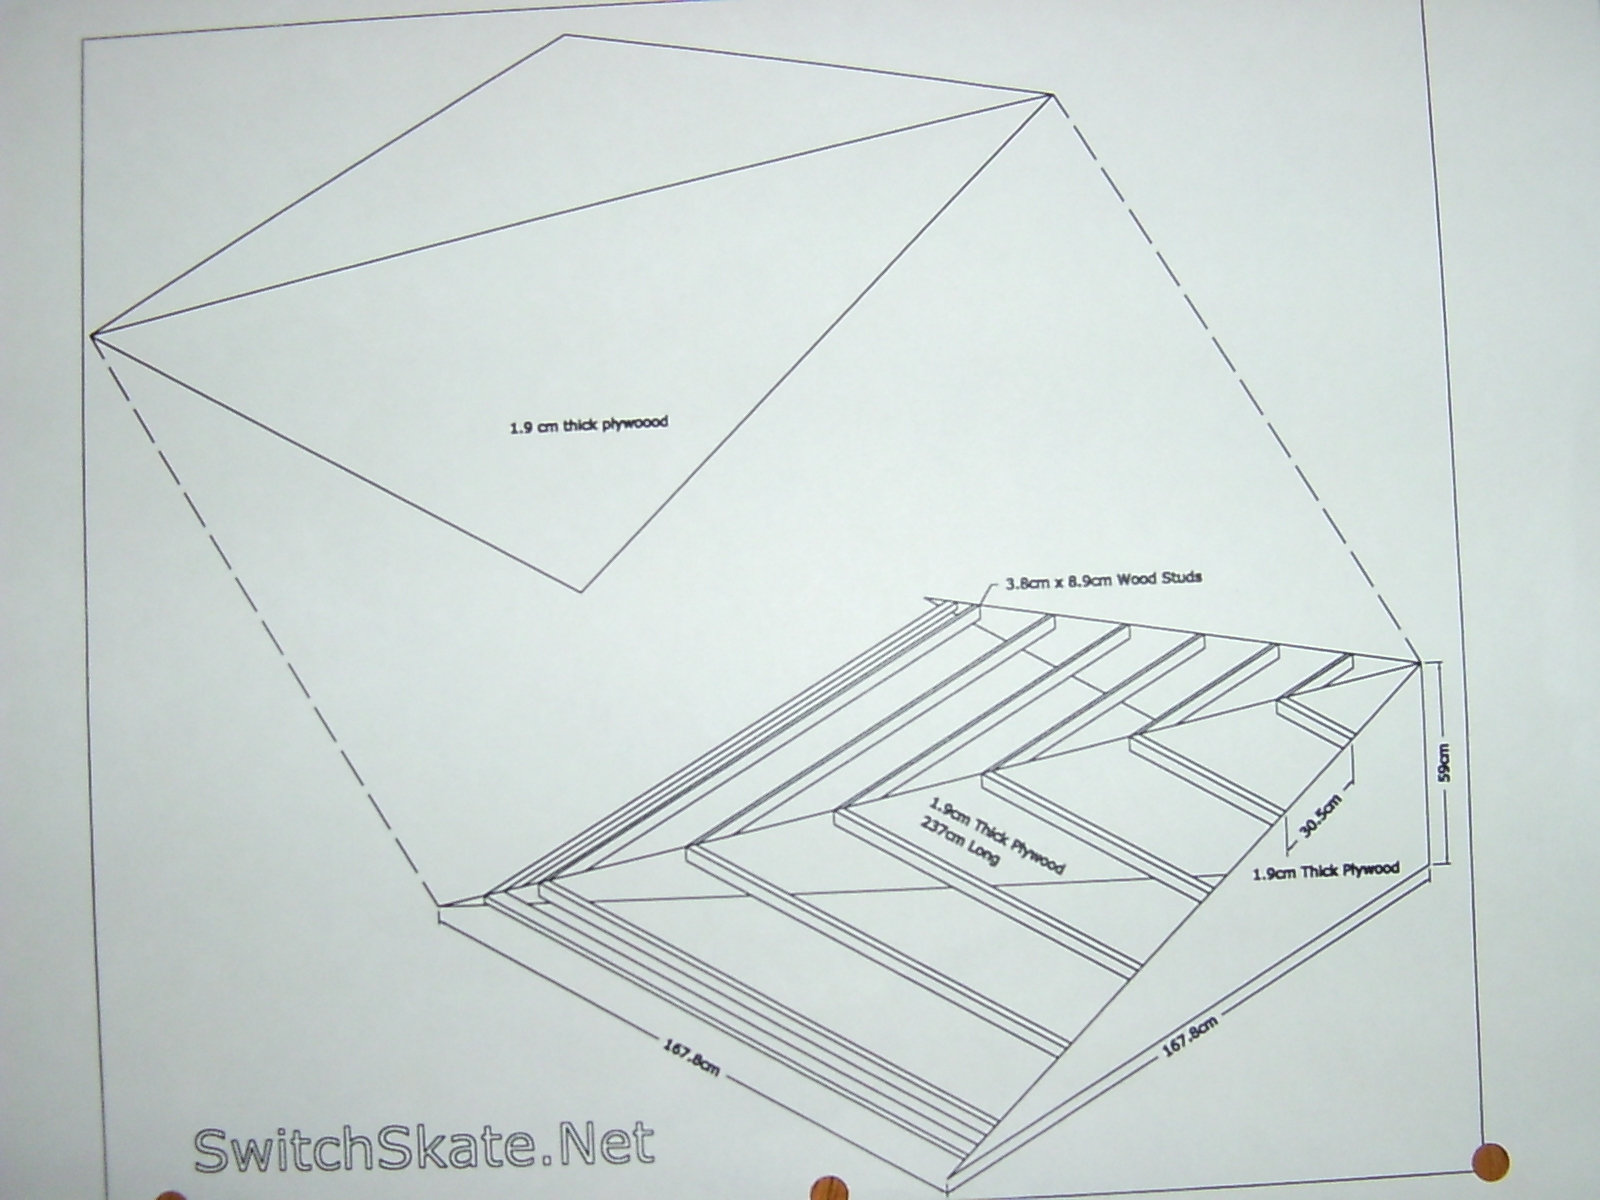 1.9 cm thick plywoood
3.8cm x 8.9cm Wood Studs
59cm
1.9cm Thick Plywood
237cm Long
30.5cm
1.9cm Thick Plywood
167.8cm
167.8cm
SwitchSkate.Net